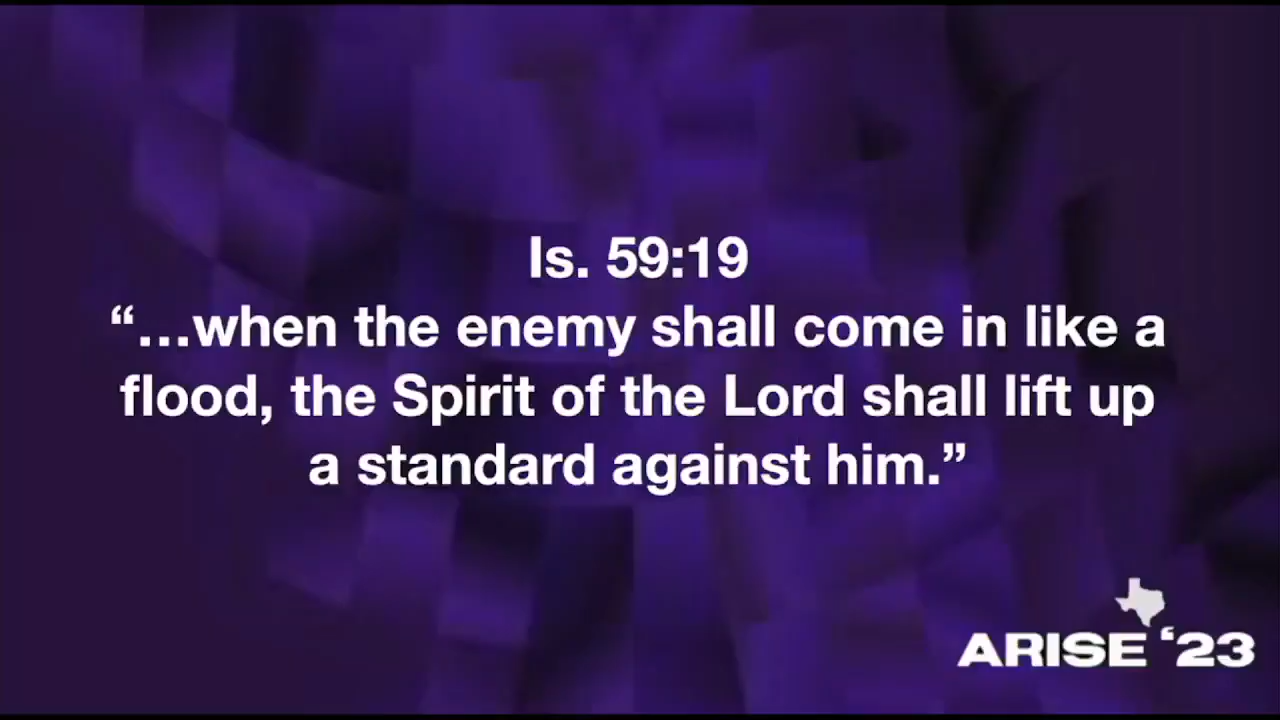 Is. 59:19
“...when the enemy shall come in like a
flood, the Spirit of the Lord shall lift up
a standard against him.”
ARISE ‘23